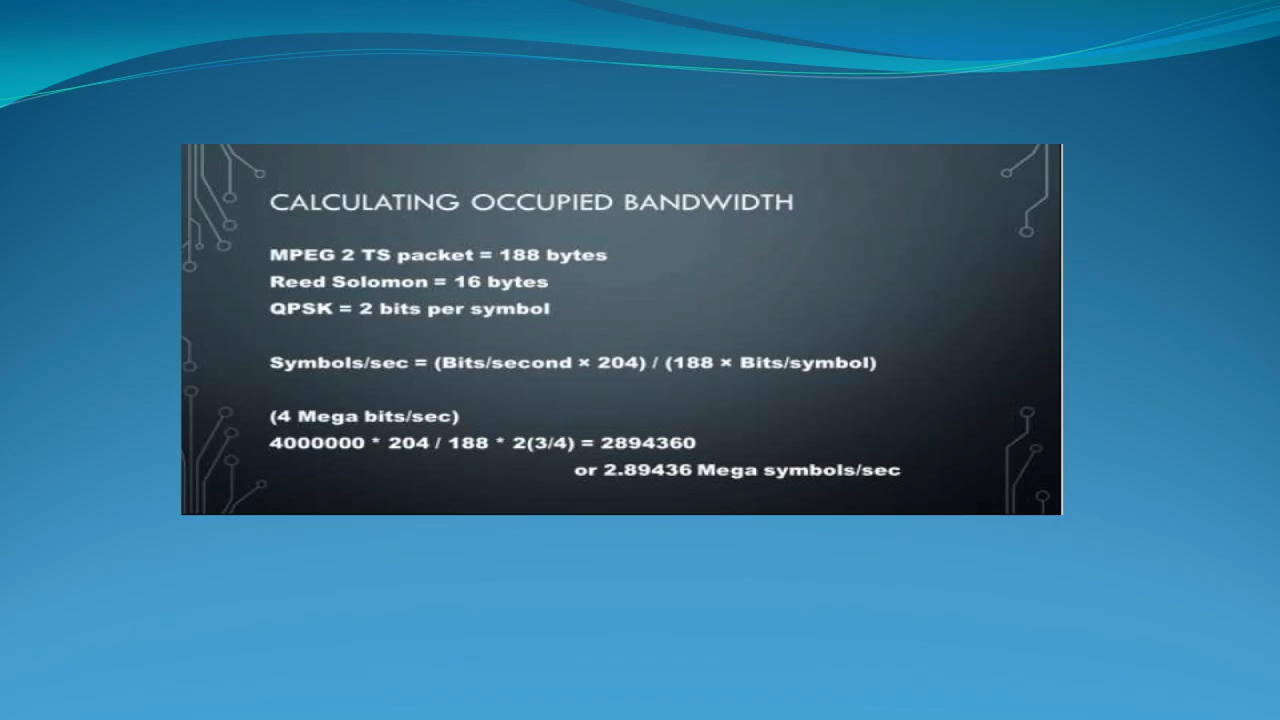 CALCULATING OCCUPIED BANDWIDTH
MPEG 2 TS packet = 188 bytes
Reed Solomon = 16 bytes
QPSK = 2 bits per symbol
Symbols/sec = (Bits/second × 204) / (188 × Bits/symbol)
(4 Mega bits/sec)
4000000 * 204 / 188 * 2(3/4) = 2894360
or 2.89436 Mega symbols/sec